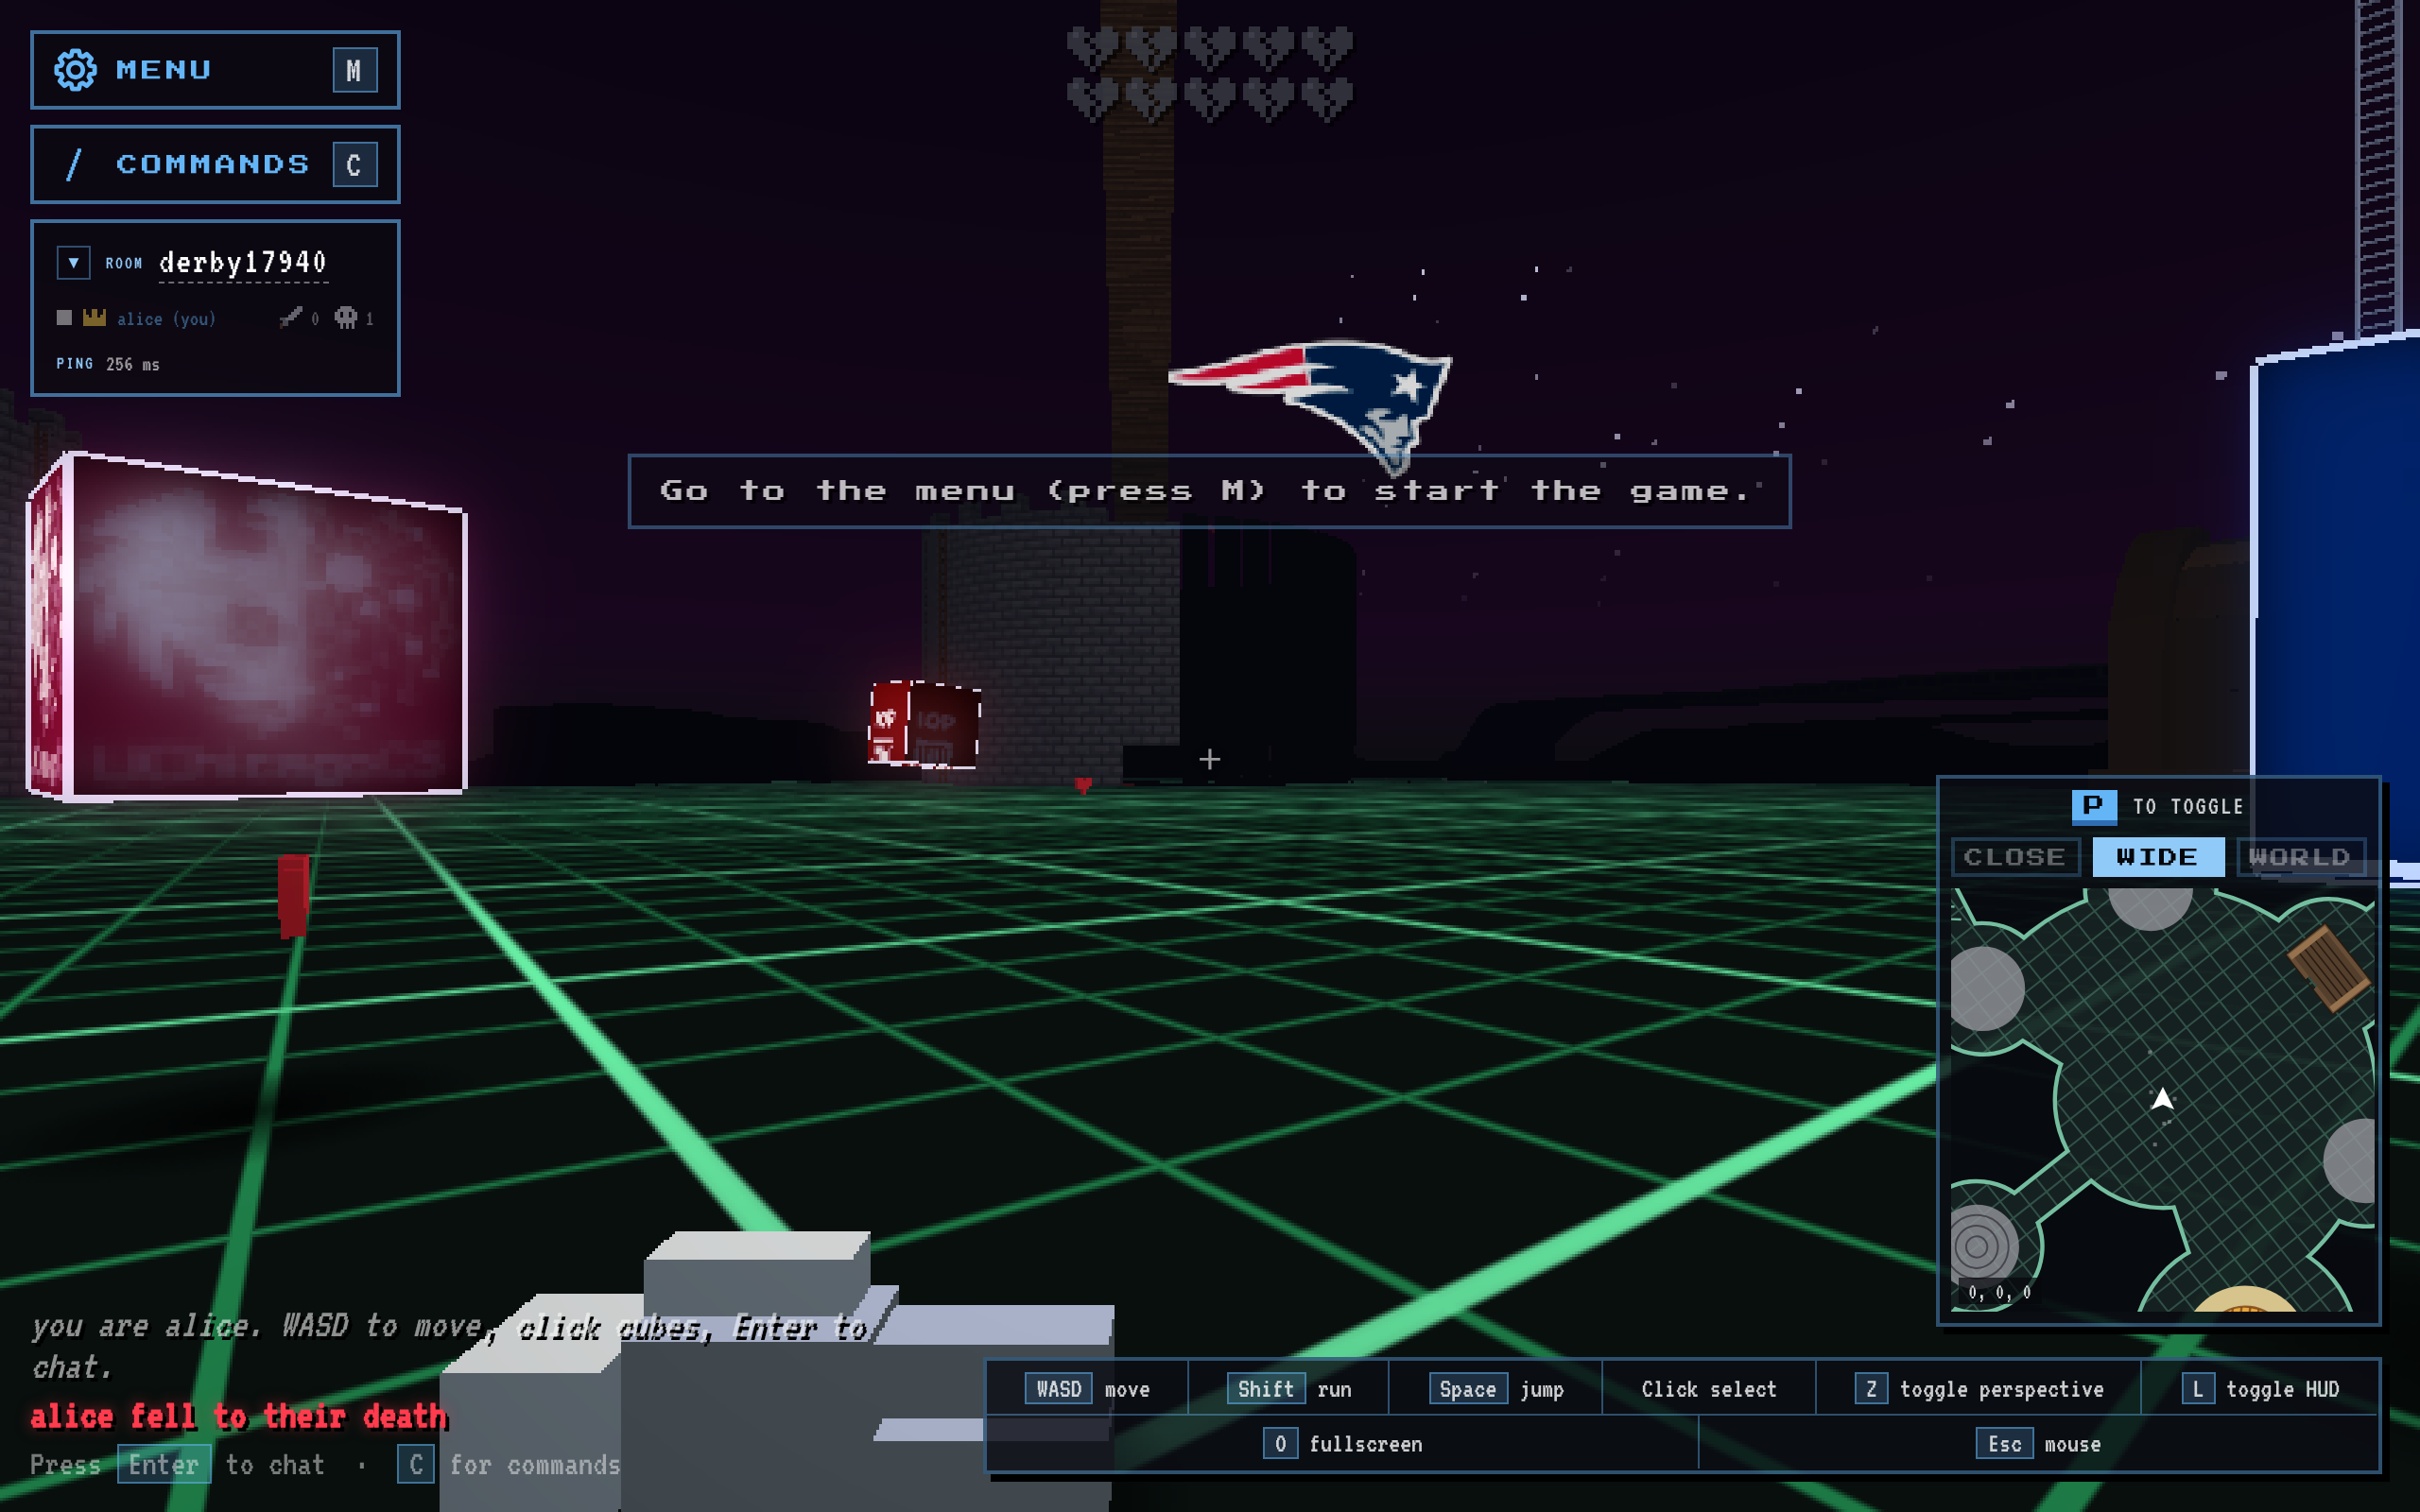 MENU M
/ COMMANDS C
▼ ROOM derby17940
alice (you) 0 1
PING 256 ms
Go to the menu (press M) to start the game.
P TO TOGGLE
CLOSE WIDE WORLD
0, 0, 0
you are alice. WASD to move, click cubes, Enter to
chat.
alice fell to their death
Press Enter to chat · C for commands
WASD move Shift run Space jump Click select Z toggle perspective L toggle HUD
O fullscreen Esc mouse